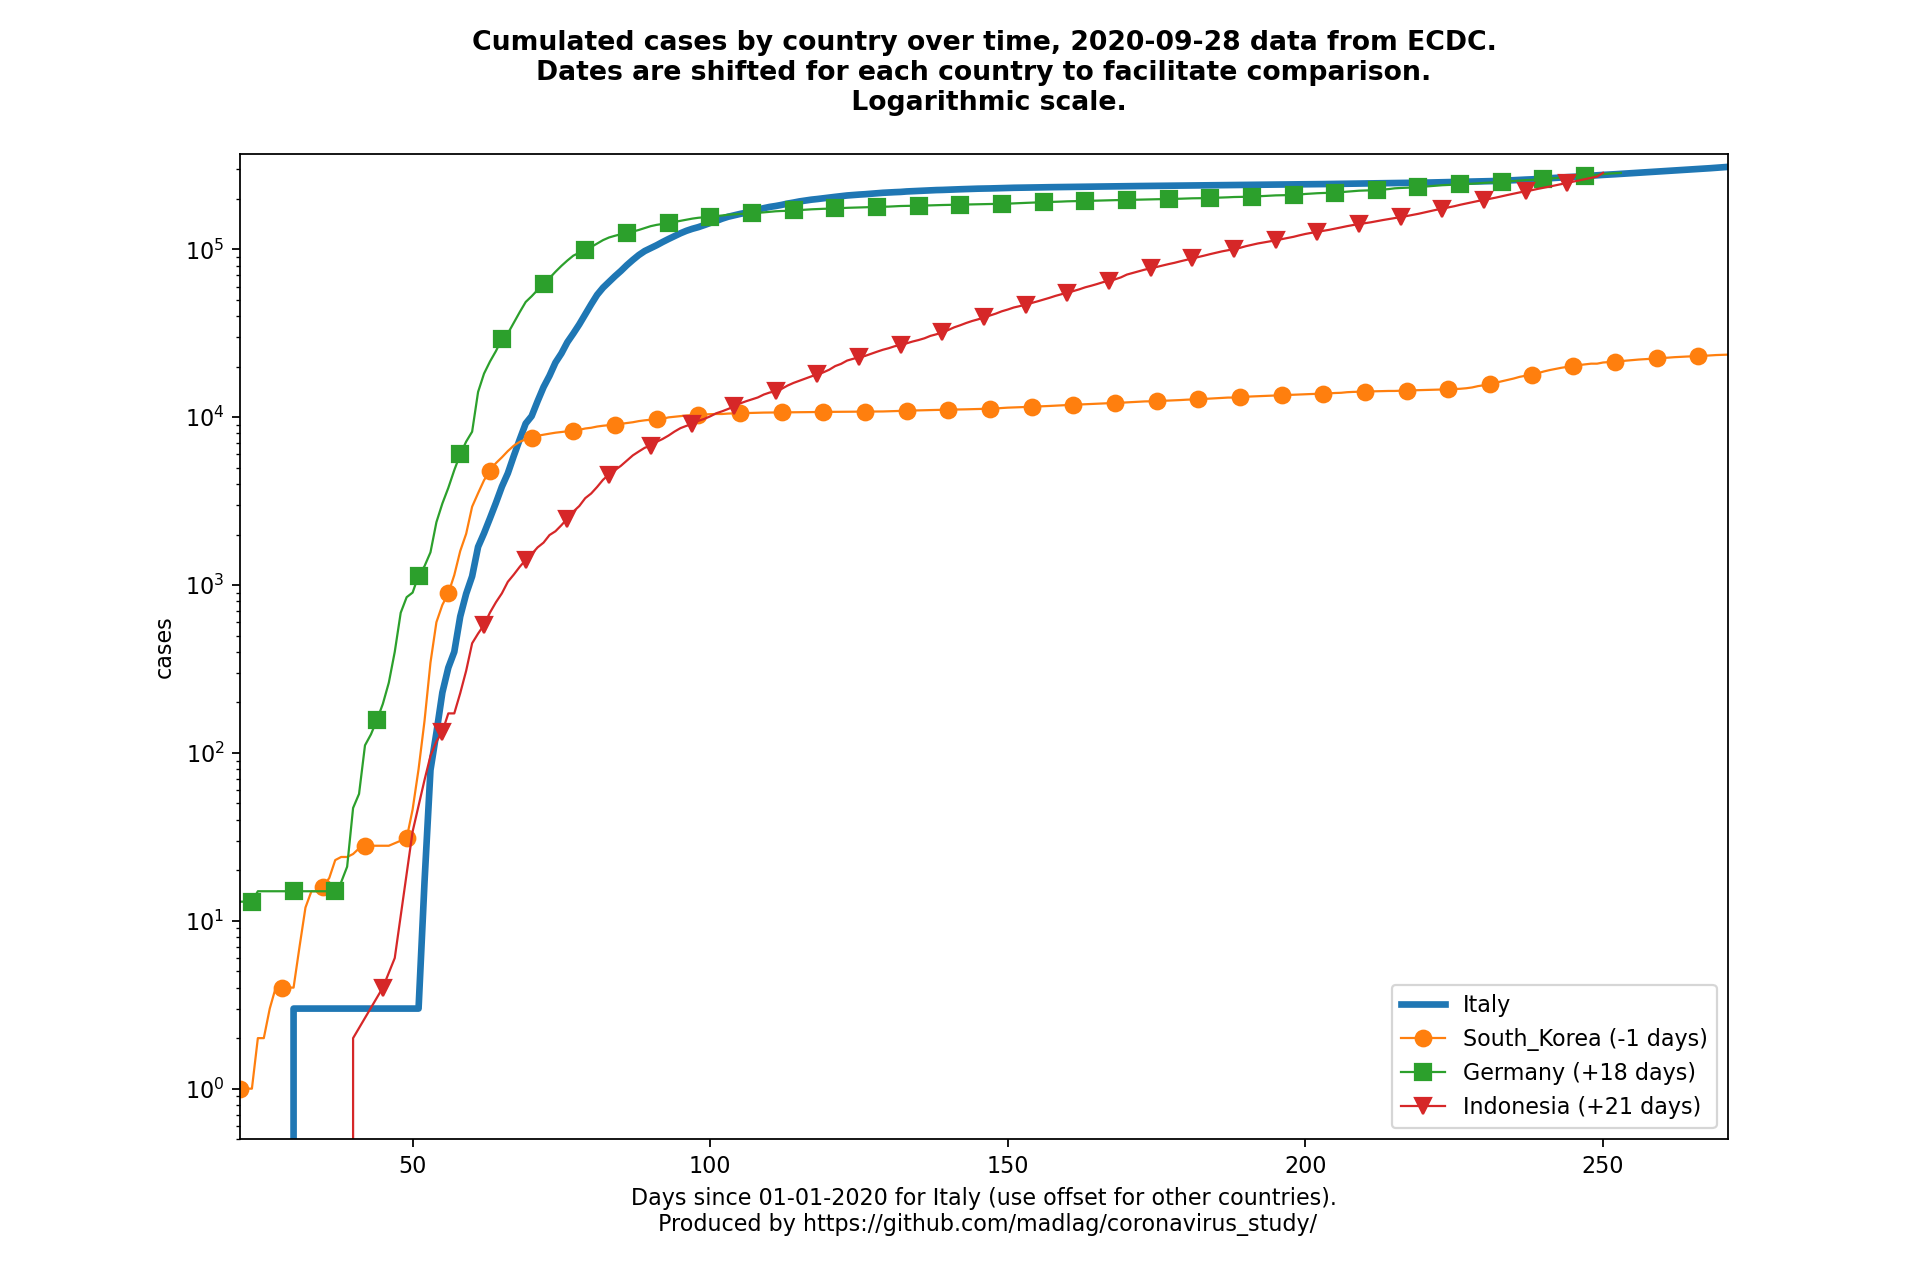 Cumulated cases by country over time, 2020-09-28 data from ECDC.
Dates are shifted for each country to facilitate comparison.
Logarithmic scale.
10^5
10^4
10^3
10^2
10^1
10^0
cases
Italy
South_Korea (-1 days)
Germany (+18 days)
Indonesia (+21 days)
50
100
150
200
250
Days since 01-01-2020 for Italy (use offset for other countries).
Produced by https://github.com/madlag/coronavirus_study/